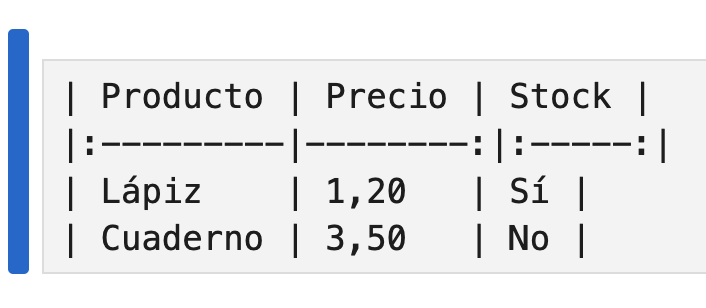 | Producto | Precio | Stock |
|:---------|--------:|:-----:|
| Lápiz    | 1,20   | Sí |
| Cuaderno | 3,50   | No |